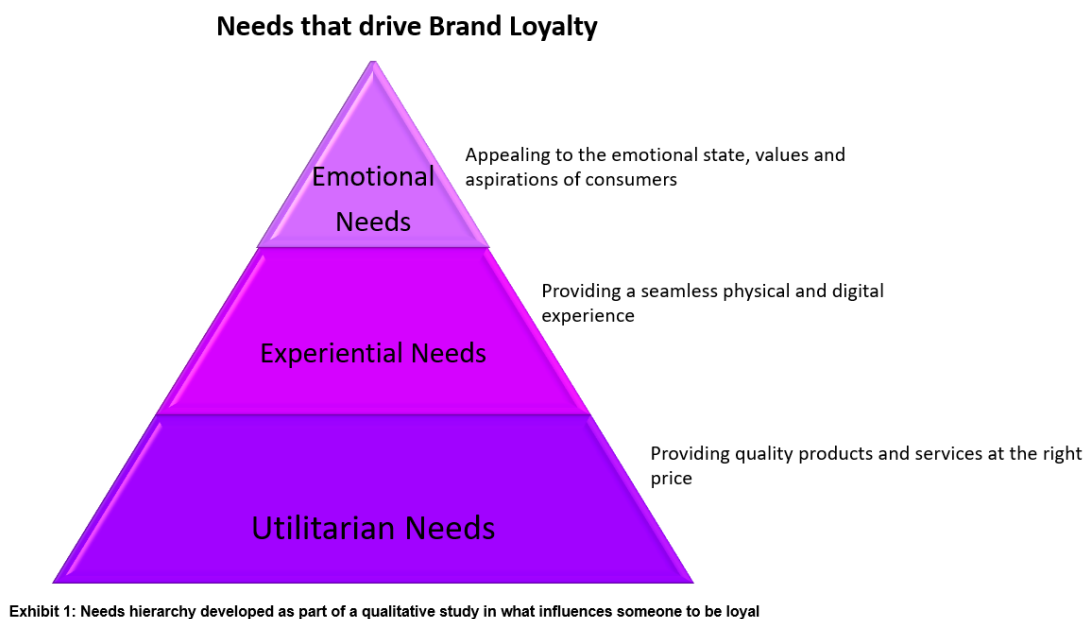 Needs that drive Brand Loyalty
Emotional
Needs
Appealing to the emotional state, values and
aspirations of consumers
Experiential Needs
Providing a seamless physical and digital
experience
Utilitarian Needs
Providing quality products and services at the right
price
Exhibit 1: Needs hierarchy developed as part of a qualitative study in what influences someone to be loyal